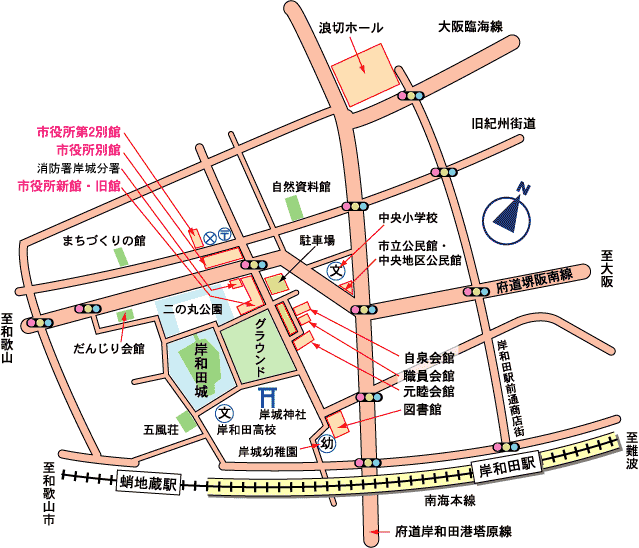 浪切ホール
大阪臨海線
旧紀州街道
市役所第2別館
市役所別館
消防署岸城分署
市役所新館・旧館
自然資料館
N
中央小学校
駐車場
文
まちづくりの館
市立公民館・
中央地区公民館
至大阪
府道堺阪南線
二の丸公園
至和歌山
だんじり会館
グラウンド
岸和田城
自泉会館
職員会館
元睦会館
図書館
岸和田駅前通商店街
岸城神社
文
五風荘
岸和田高校
岸城幼稚園
幼
至難波
至和歌山市
蛸地蔵駅
岸和田駅
南海本線
府道岸和田港塔原線